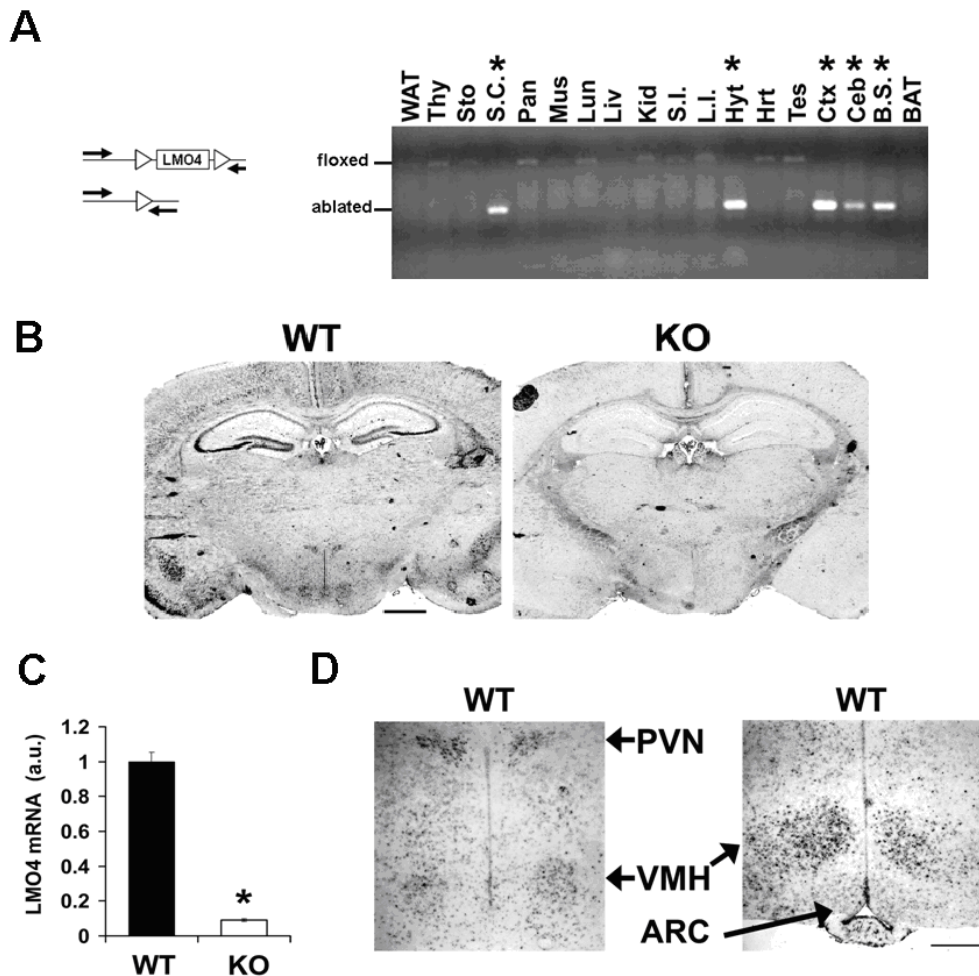 A
WAT Thy Sto S.C.* Pan Mus Lun Liv Kid S.I. L.I. Hyt* Hrt Tes Ctx* Ceb* B.S.* BAT
LMO4
floxed
ablated
B
WT KO
C
LMO4 mRNA (a.u.)
1.2
1
0.8
0.6
0.4
0.2
0
*
WT KO
D
WT WT
PVN
VMH
ARC